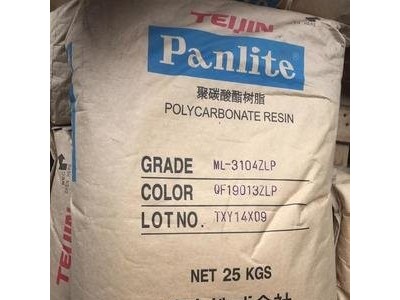 TEIJIN
Panlite®
聚碳酸酯树脂
POLYCARBONATE RESIN
GRADE ML-3104ZLP
COLOR QF19013ZLP
LOT NO. TXY14X09
NET 25 KGS
TEIJIN